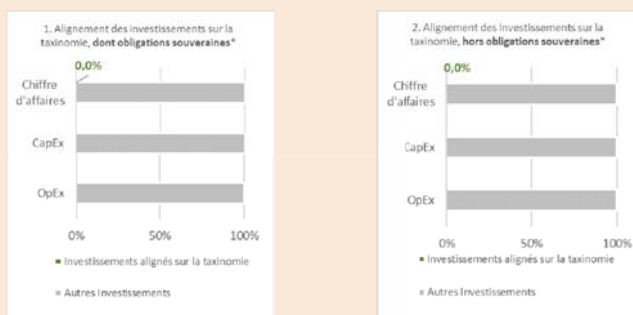 1. Alignement des investissements sur la
taxinomie, dont obligations souveraines*
0,0%
Chiffre
d'affaires
CapEx
OpEx
0% 50% 100%
Investissements alignés sur la taxinomie
Autres Investissements
2. Alignement des investissements sur la
taxinomie, hors obligations souveraines*
0,0%
Chiffre
d'affaires
CapEx
OpEx
0% 50% 100%
Investissements alignés sur la taxinomie
Autres Investissements